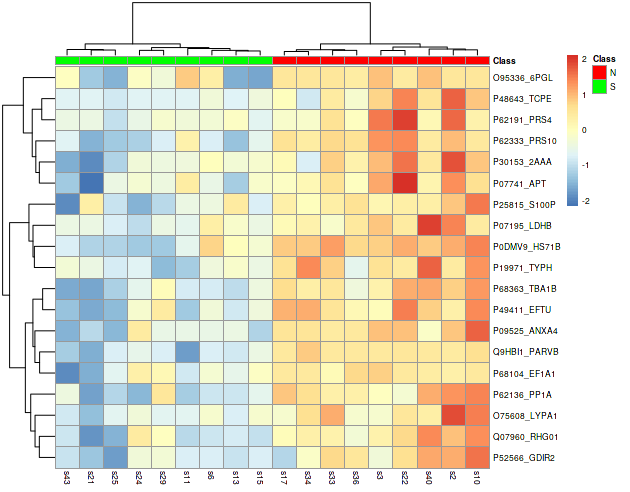 Class
O95336_6PGL
P48643_TCPE
P62191_PRS4
P62333_PRS10
P30153_2AAA
P07741_APT
P25815_S100P
P07195_LDHB
P0DMV9_HS71B
P19971_TYPH
P68363_TBA1B
P49411_EFTU
P09525_ANXA4
Q9HBI1_PARVB
P68104_EF1A1
P62136_PP1A
O75608_LYPA1
Q07960_RHG01
P52566_GDIR2
s43 s21 s25 s24 s29 s11 s6 s13 s15 s17 s34 s33 s36 s3 s22 s40 s2 s10
2
1
0
-1
-2
Class
N
S